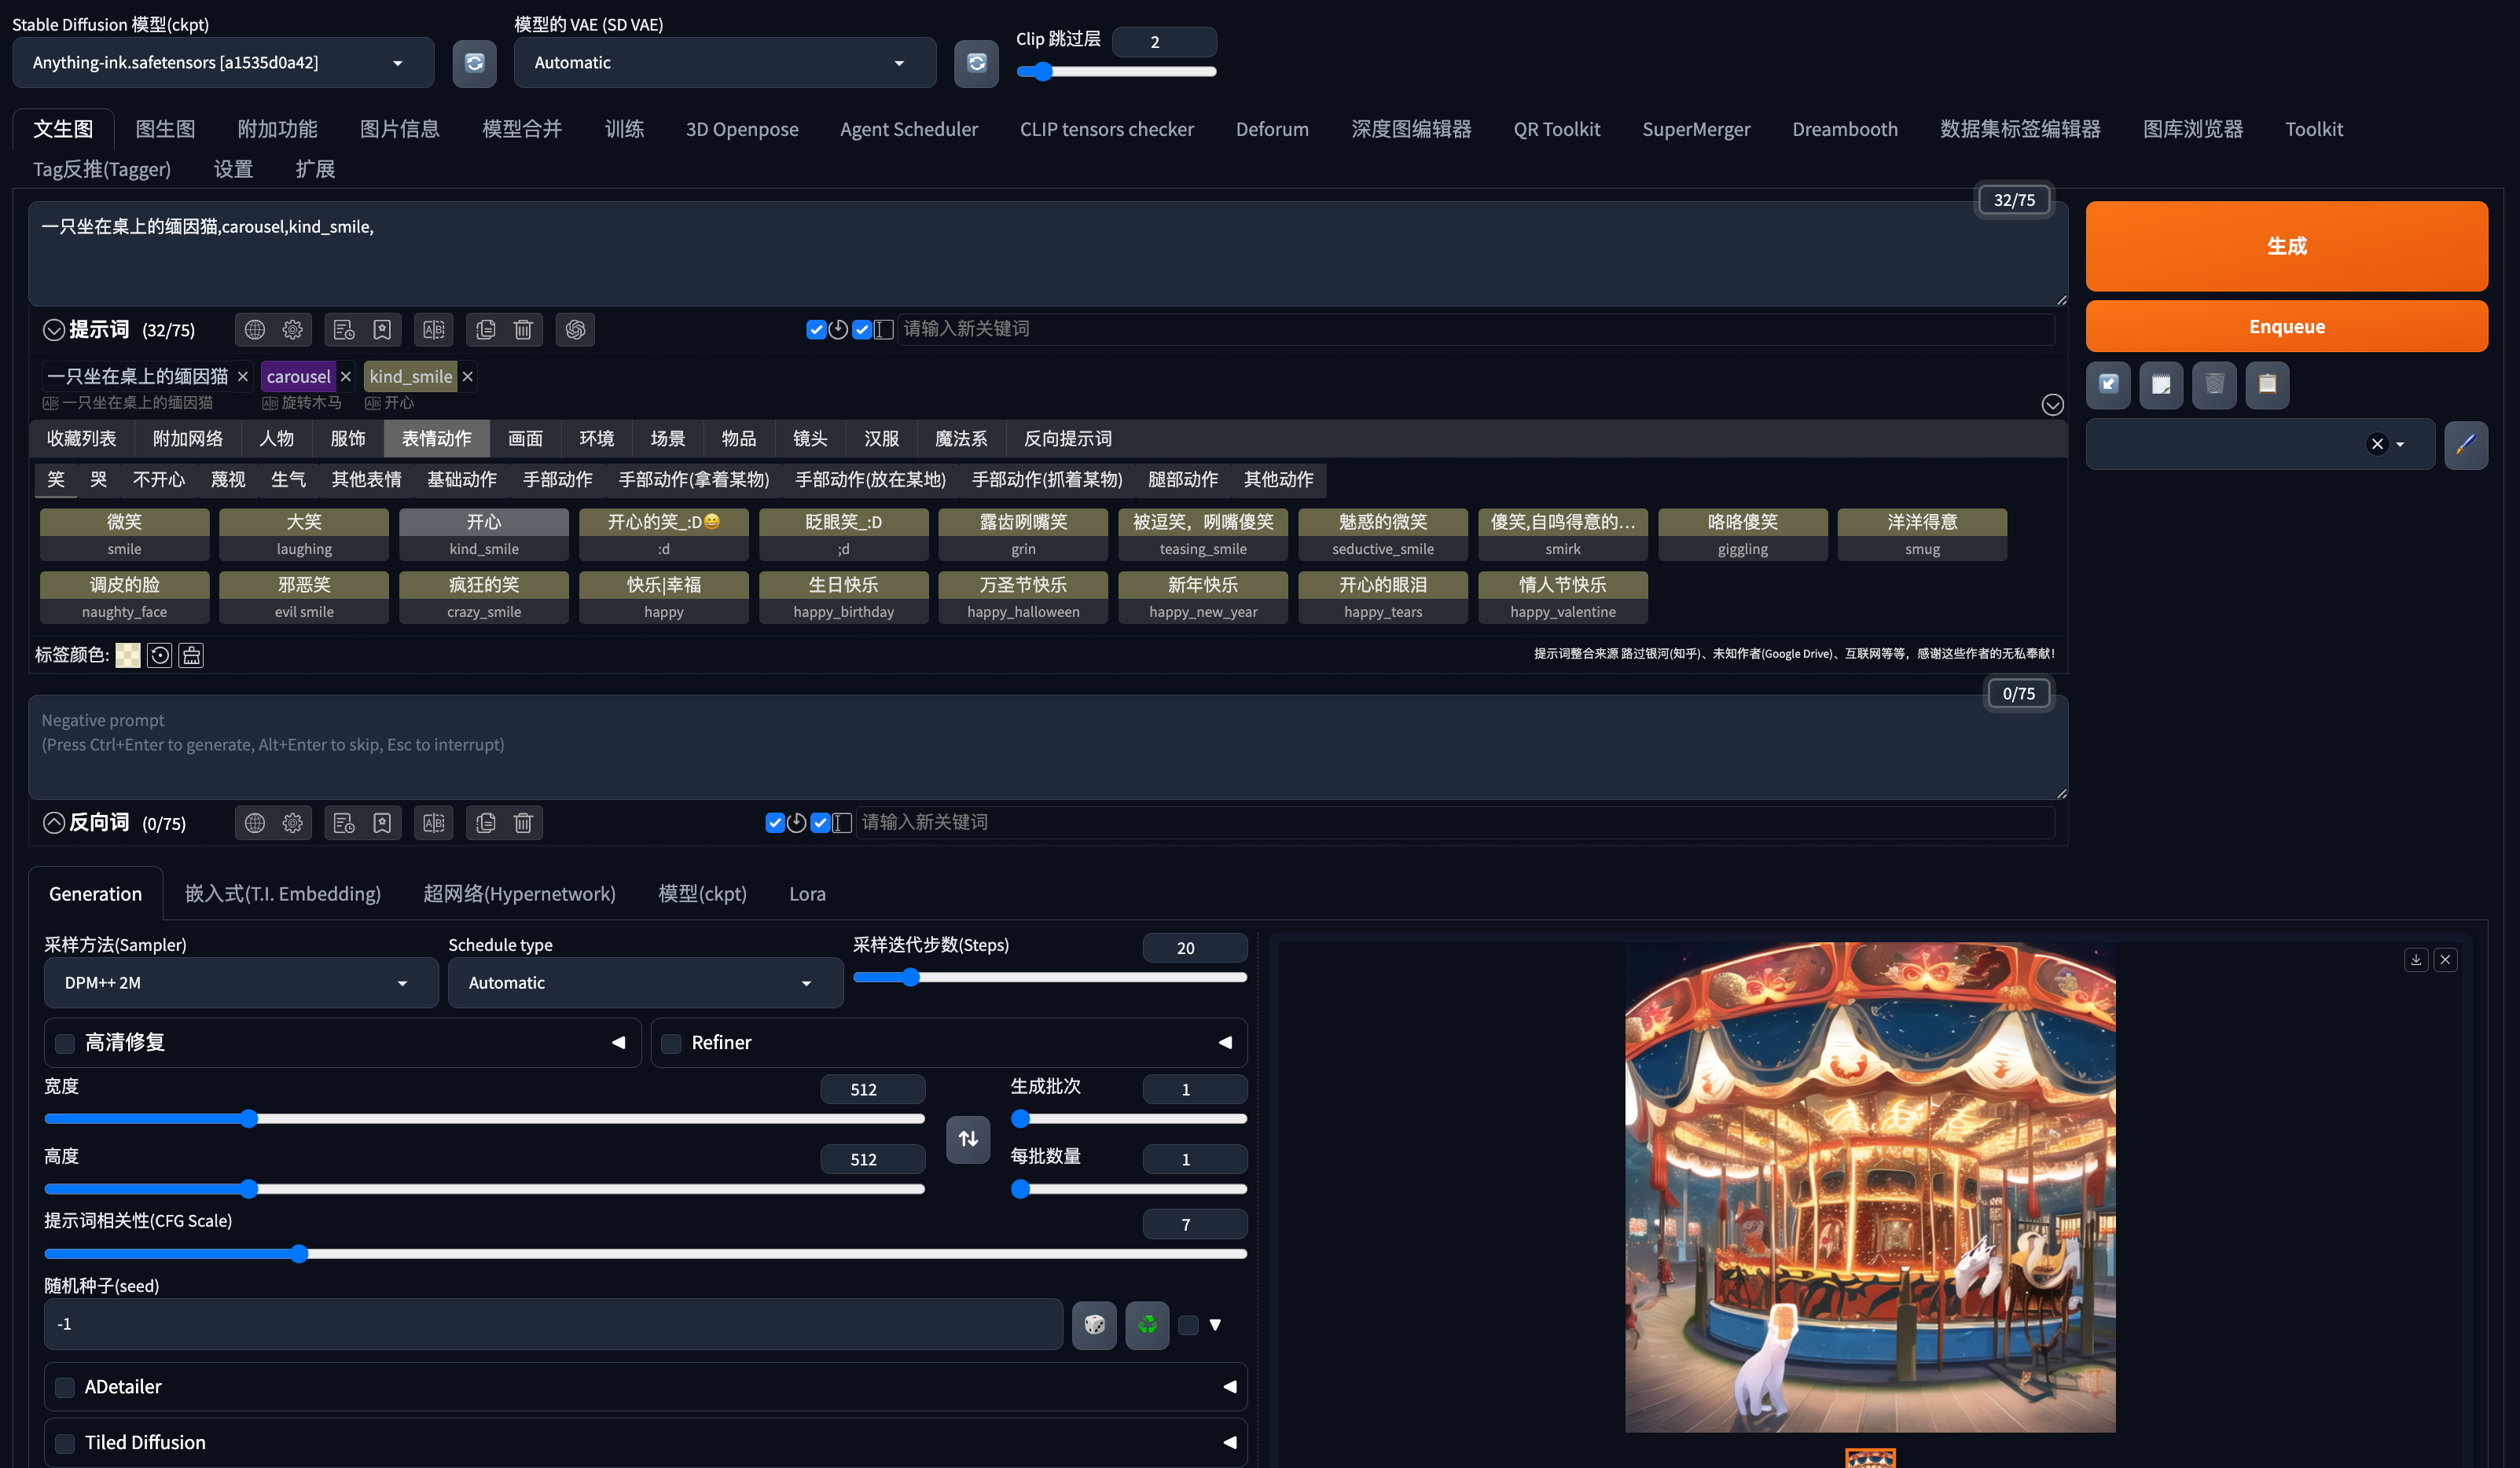 Stable Diffusion 模型(ckpt)
模型的 VAE (SD VAE)
Clip 跳过层
2
Anything-ink.safetensors [a1535d0a42]
Automatic
文生图 图生图 附加功能 图片信息 模型合并 训练 3D Openpose Agent Scheduler CLIP tensors checker Deforum 深度图编辑器 QR Toolkit SuperMerger Dreambooth 数据集标签编辑器 图库浏览器 Toolkit
Tag反推(Tagger) 设置 扩展
32/75
一只坐在桌上的缅因猫,carousel,kind_smile,
生成
Enqueue
提示词 (32/75)
请输入新关键词
一只坐在桌上的缅因猫 carousel kind_smile
一只坐在桌上的缅因猫 旋转木马 开心
收藏列表 附加网络 人物 服饰 表情动作 画面 环境 场景 物品 镜头 汉服 魔法系 反向提示词
笑 哭 不开心 蔑视 生气 其他表情 基础动作 手部动作 手部动作(拿着某物) 手部动作(放在某地) 手部动作(抓着某物) 腿部动作 其他动作
微笑 大笑 开心 开心的笑_:D😀 眨眼笑_:D 露齿咧嘴笑 被逗笑，咧嘴傻笑 魅惑的微笑 傻笑,自鸣得意的… 咯咯傻笑 洋洋得意
smile laughing kind_smile :d ;d grin teasing_smile seductive_smile smirk giggling smug
调皮的脸 邪恶笑 疯狂的笑 快乐|幸福 生日快乐 万圣节快乐 新年快乐 开心的眼泪 情人节快乐
naughty_face evil smile crazy_smile happy happy_birthday happy_halloween happy_new_year happy_tears happy_valentine
标签颜色:
提示词整合来源 路过银河(知乎)、未知作者(Google Drive)、互联网等等，感谢这些作者的无私奉献！
0/75
Negative prompt
(Press Ctrl+Enter to generate, Alt+Enter to skip, Esc to interrupt)
反向词 (0/75)
请输入新关键词
Generation 嵌入式(T.I. Embedding) 超网络(Hypernetwork) 模型(ckpt) Lora
采样方法(Sampler)
Schedule type
采样迭代步数(Steps)
20
DPM++ 2M
Automatic
高清修复
Refiner
宽度
512
生成批次
1
高度
512
每批数量
1
提示词相关性(CFG Scale)
7
随机种子(seed)
-1
ADetailer
Tiled Diffusion